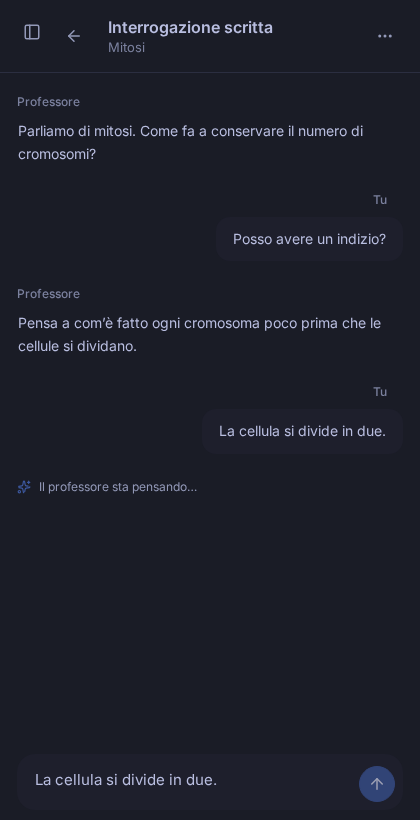 Interrogazione scritta
Mitosi
Professore
Parliamo di mitosi. Come fa a conservare il numero di
cromosomi?
Tu
Posso avere un indizio?
Professore
Pensa a com’è fatto ogni cromosoma poco prima che le
cellule si dividano.
Tu
La cellula si divide in due.
Il professore sta pensando...
La cellula si divide in due.